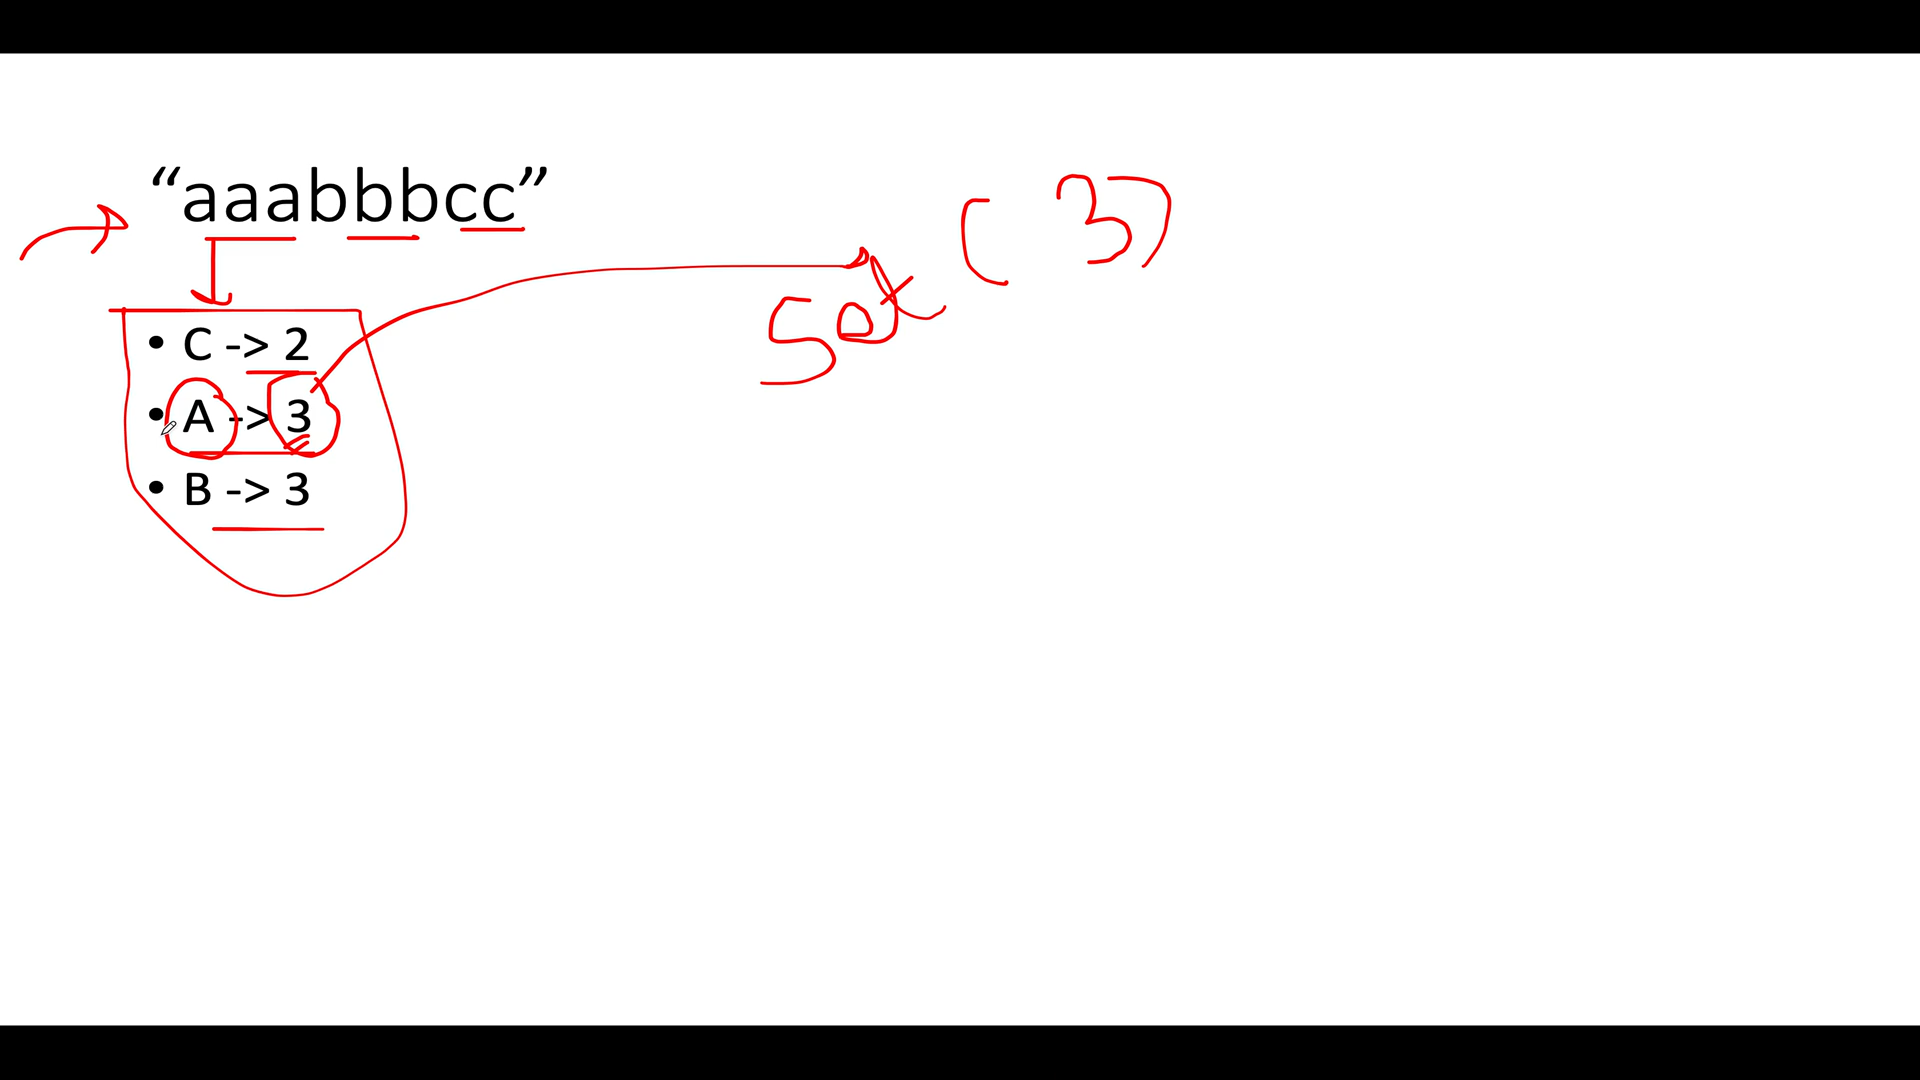 “aaabbbcc”
( 3)
Set
• C -> 2
• A -> 3
• B -> 3